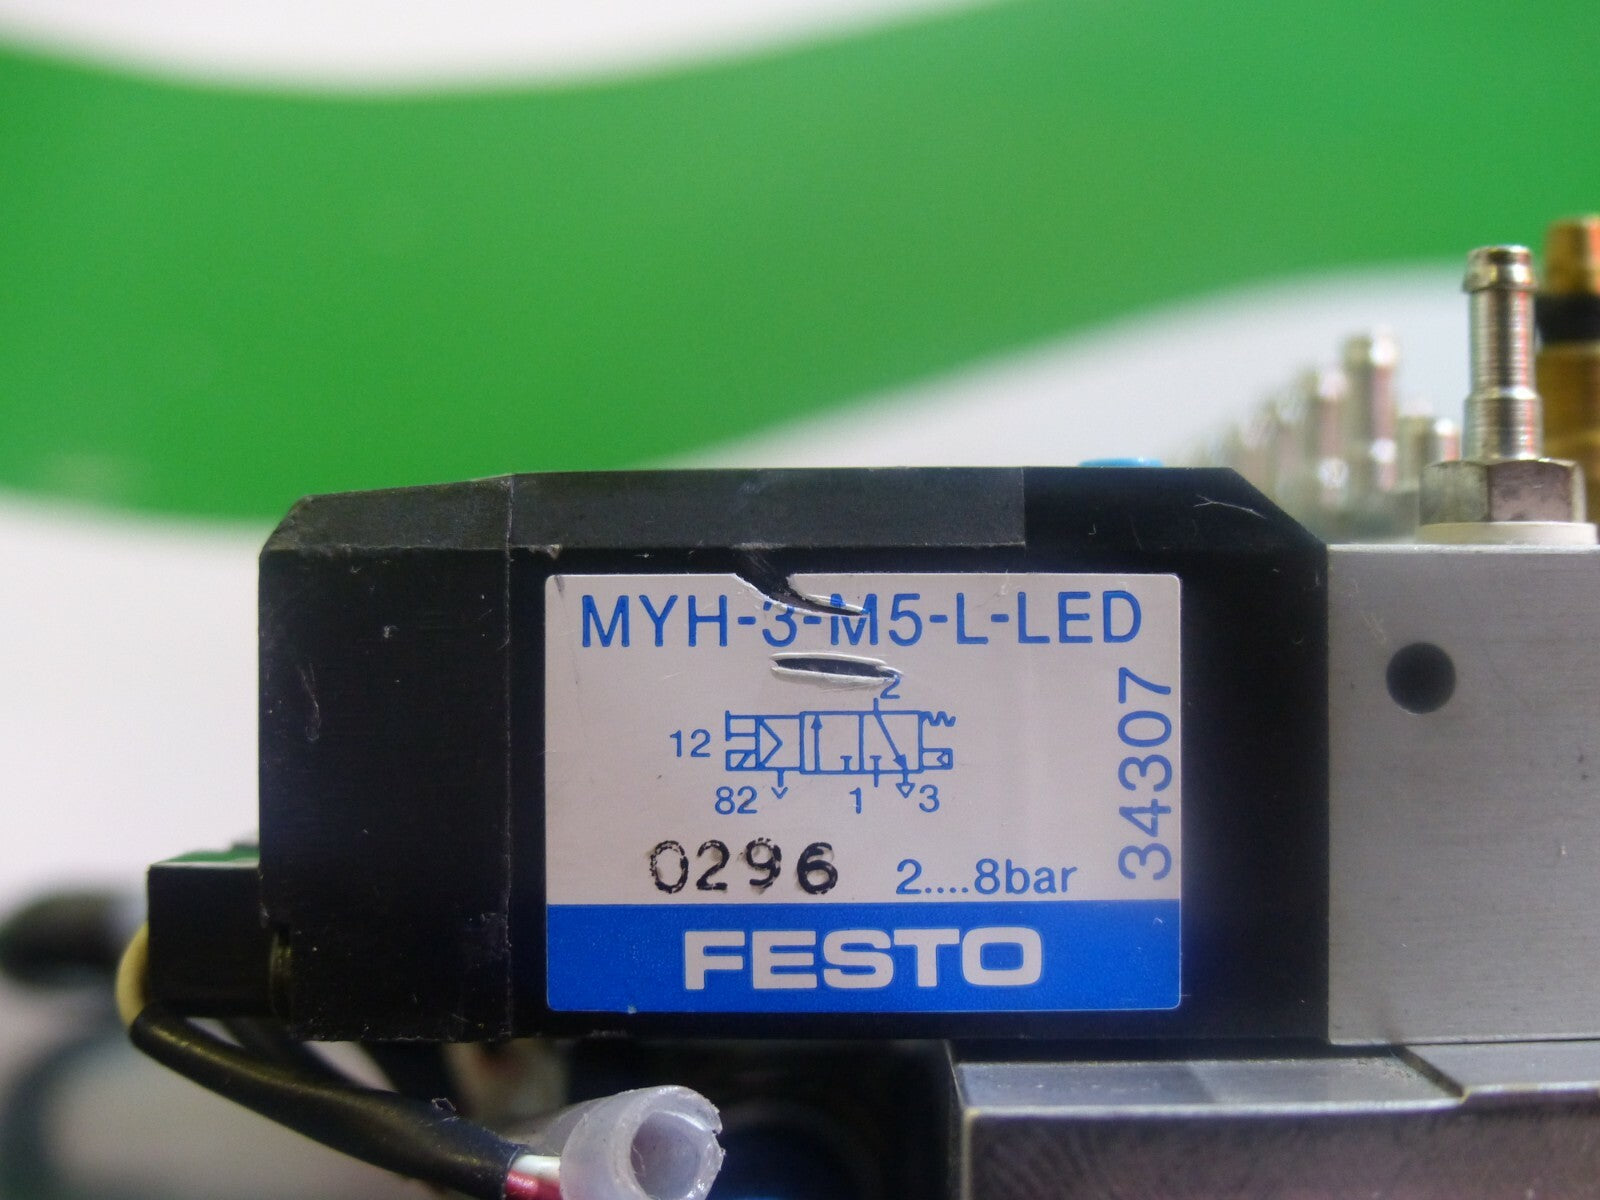 MYH-3-M5-L-LED
2
12
82 1 3
0296 2....8bar
34307
FESTO